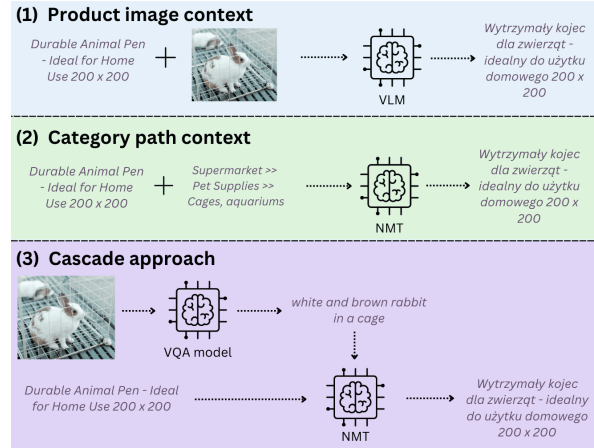 (1) Product image context
Durable Animal Pen
- Ideal for Home
Use 200 x 200
VLM
Wytrzymały kojec
dla zwierząt -
idealny do użytku
domowego 200 x
200
(2) Category path context
Durable Animal Pen
- Ideal for Home
Use 200 x 200
Supermarket >>
Pet Supplies >>
Cages, aquariums
NMT
Wytrzymały kojec
dla zwierząt -
idealny do użytku
domowego 200 x
200
(3) Cascade approach
VQA model
white and brown rabbit
in a cage
Durable Animal Pen - Ideal
for Home Use 200 x 200
NMT
Wytrzymały kojec
dla zwierząt - idealny
do użytku domowego
200 x 200